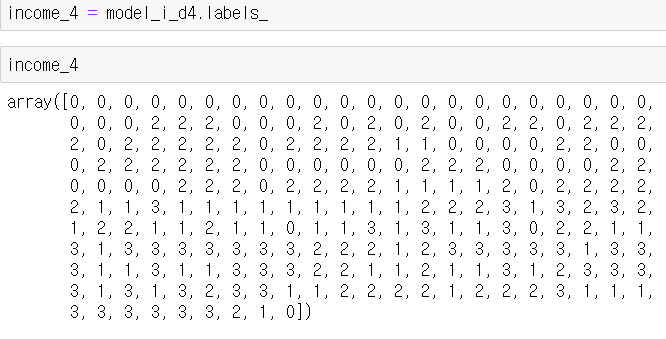 income_4 = model_i_d4.labels_
income_4
array([0, 0, 0, 0, 0, 0, 0, 0, 0, 0, 0, 0, 0, 0, 0, 0, 0, 0, 0, 0, 0, 0,
0, 0, 0, 2, 2, 2, 0, 0, 0, 2, 0, 2, 0, 2, 0, 0, 2, 2, 0, 2, 2, 2,
2, 0, 2, 2, 2, 2, 2, 0, 2, 2, 2, 2, 1, 1, 0, 0, 0, 0, 2, 2, 0, 0,
0, 2, 2, 2, 2, 2, 2, 0, 0, 0, 0, 0, 0, 2, 2, 2, 0, 0, 0, 0, 2, 2,
0, 0, 0, 0, 2, 2, 2, 0, 2, 2, 2, 2, 1, 1, 1, 1, 2, 0, 2, 2, 2, 2,
2, 1, 1, 3, 1, 1, 1, 1, 1, 1, 1, 1, 1, 2, 2, 2, 3, 1, 3, 2, 3, 2,
1, 2, 2, 1, 1, 2, 1, 1, 0, 1, 1, 3, 1, 3, 1, 1, 3, 0, 2, 2, 1, 1,
3, 1, 3, 3, 3, 3, 3, 3, 3, 2, 2, 2, 1, 2, 3, 3, 3, 3, 3, 1, 3, 3,
3, 1, 1, 3, 1, 1, 3, 3, 3, 2, 2, 1, 1, 2, 1, 1, 3, 1, 2, 3, 3, 3,
3, 1, 3, 1, 3, 2, 3, 3, 1, 1, 2, 2, 2, 2, 1, 2, 2, 2, 3, 1, 1, 1,
3, 3, 3, 3, 3, 3, 2, 1, 0])